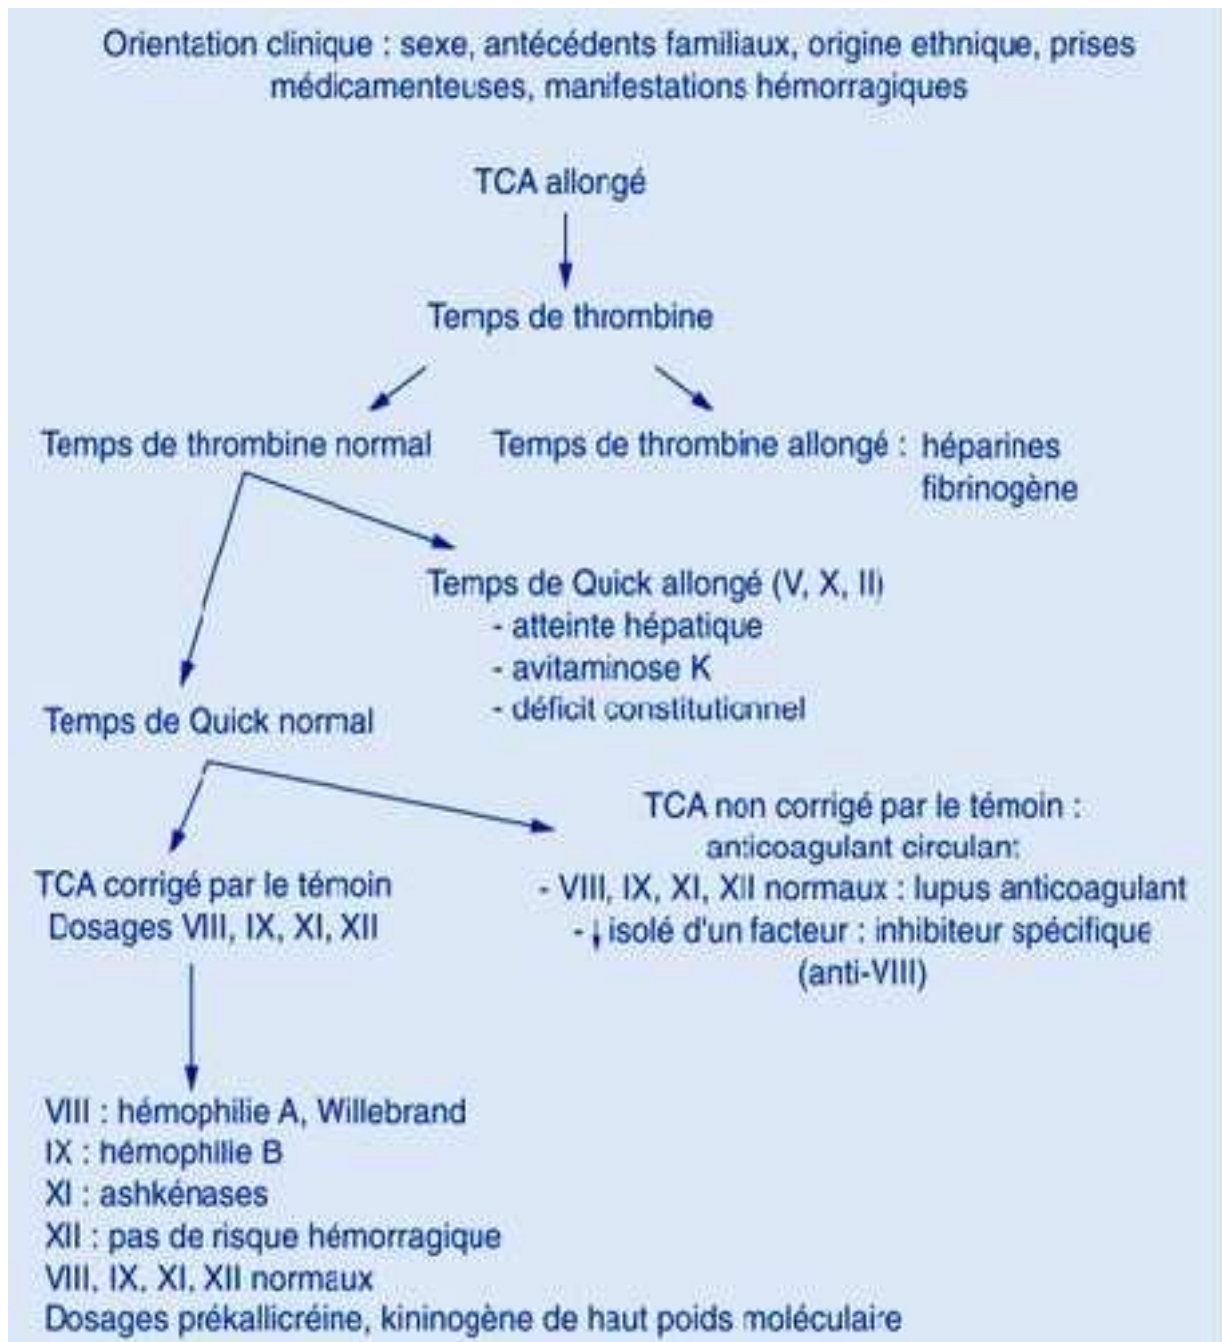 Orientation clinique : sexe, antécédents familiaux, origine ethnique, prises
médicamenteuses, manifestations hémorragiques
TCA allongé
Temps de thrombine
Temps de thrombine normal
Temps de thrombine allongé : héparines
fibrinogène
Temps de Quick allongé (V, X, II)
- atteinte hépatique
- avitaminose K
- déficit constitutionnel
Temps de Quick normal
TCA non corrigé par le témoin :
anticoagulant circulant
- VIII, IX, XI, XII normaux : lupus anticoagulant
- ↓ isolé d'un facteur : inhibiteur spécifique
(anti-VIII)
TCA corrigé par le témoin
Dosages VIII, IX, XI, XII
VIII : hémophilie A, Willebrand
IX : hémophilie B
XI : ashkénases
XII : pas de risque hémorragique
VIII, IX, XI, XII normaux
Dosages prékallicréine, kininogène de haut poids moléculaire